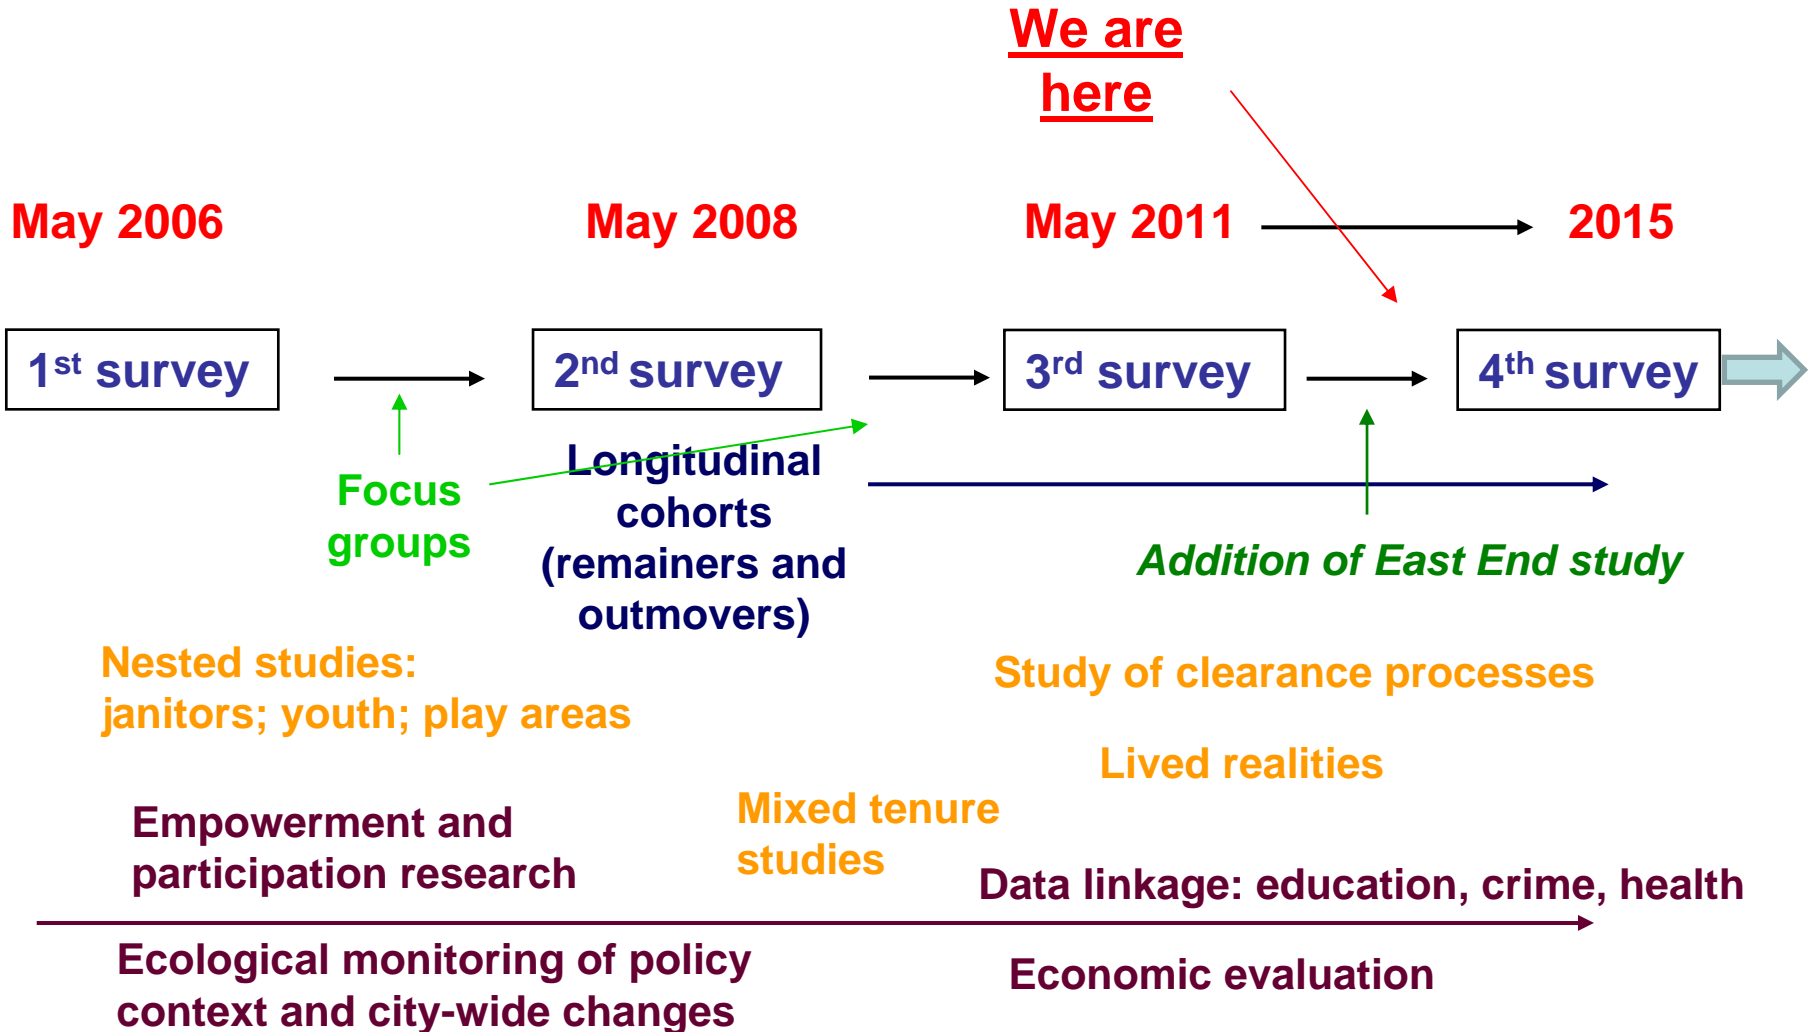 We are
here
May 2006
May 2008
May 2011
2015
1st survey
2nd survey
3rd survey
4th survey
Focus
groups
Longitudinal
cohorts
(remainers and
outmovers)
Addition of East End study
Nested studies:
janitors; youth; play areas
Study of clearance processes
Lived realities
Mixed tenure
studies
Empowerment and
participation research
Data linkage: education, crime, health
Ecological monitoring of policy
context and city-wide changes
Economic evaluation